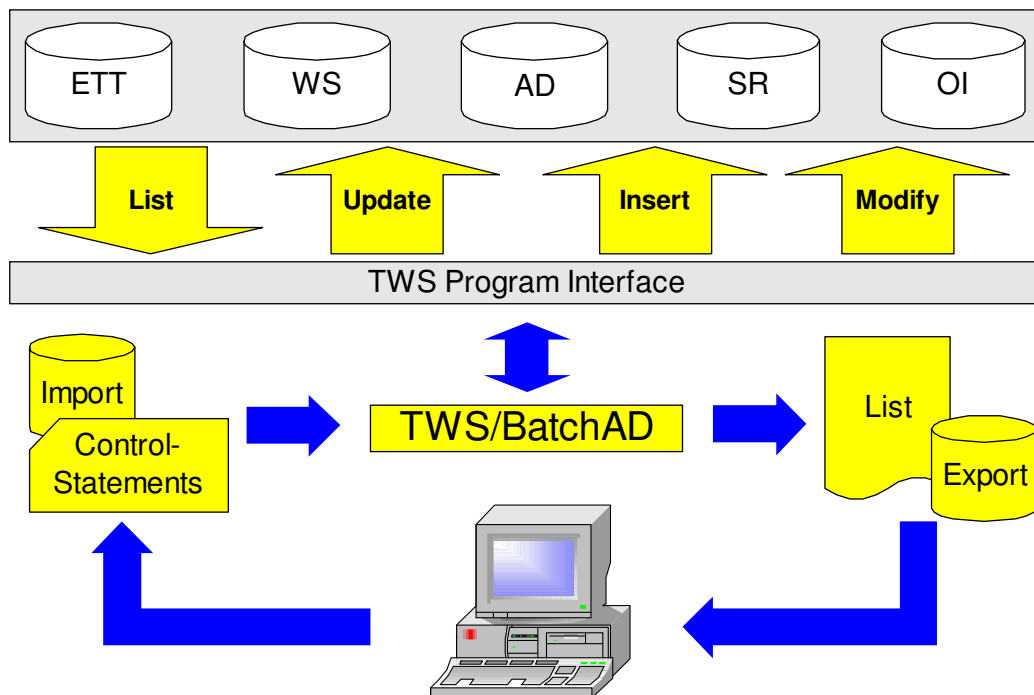 ETT
WS
AD
SR
OI
List
Update
Insert
Modify
TWS Program Interface
Import
Control-
Statements
TWS/BatchAD
List
Export